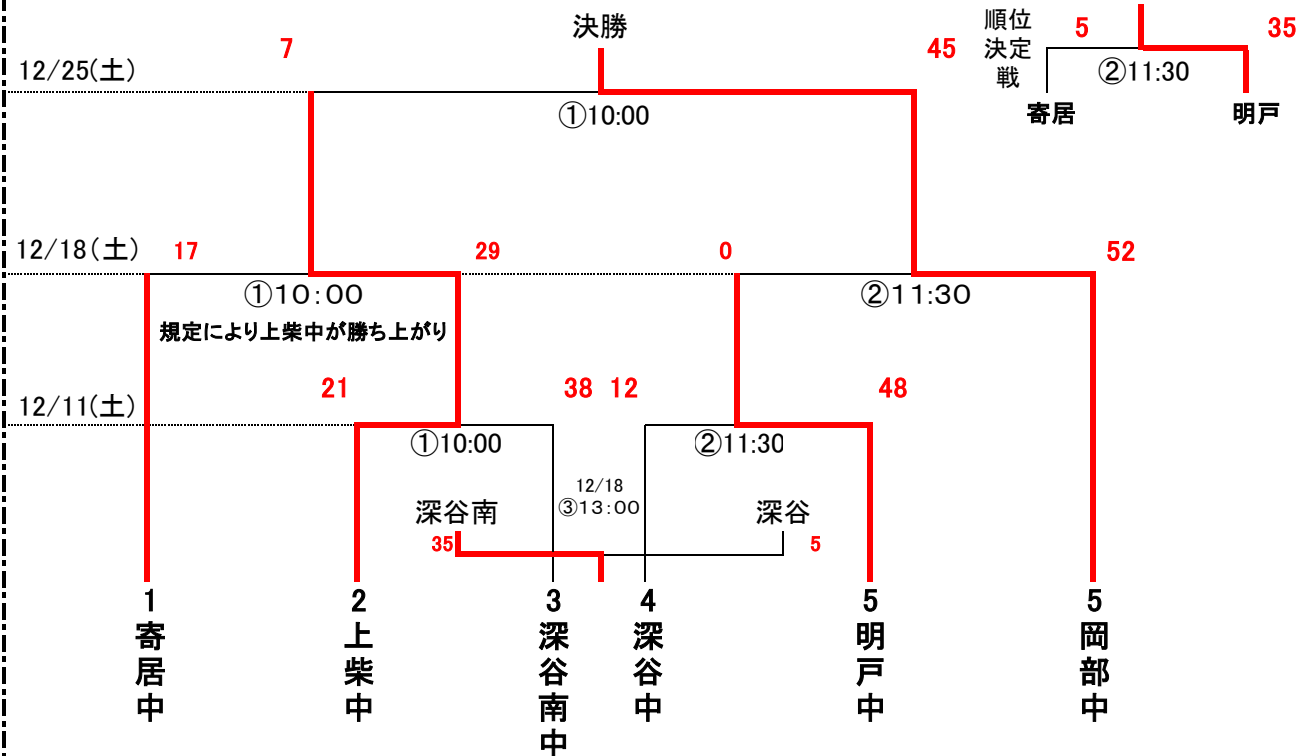 決勝
7
45
12/25(土)
①10:00
順位
決定
戦
5
35
②11:30
寄居
明戸
12/18(土)
17
29
0
52
①10:00
②11:30
規定により上柴中が勝ち上がり
21
38
12
48
12/11(土)
①10:00
②11:30
12/18
③13:00
深谷南
深谷
35
5
1
寄居中
2
上柴中
3
深谷南中
4
深谷中
5
明戸中
5
岡部中